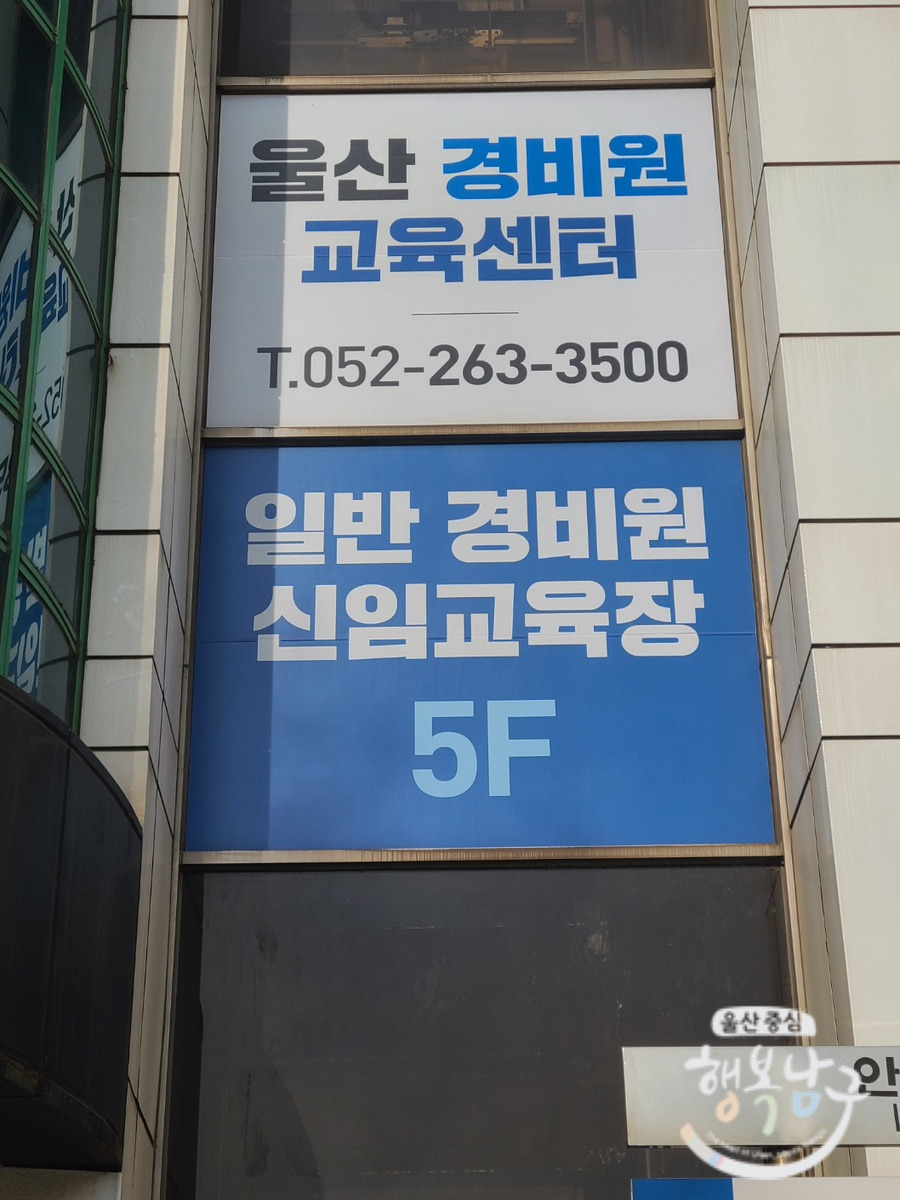 울산 경비원
교육센터
T.052-263-3500
일반 경비원
신임교육장
5F
울산 중심
행복남구
안